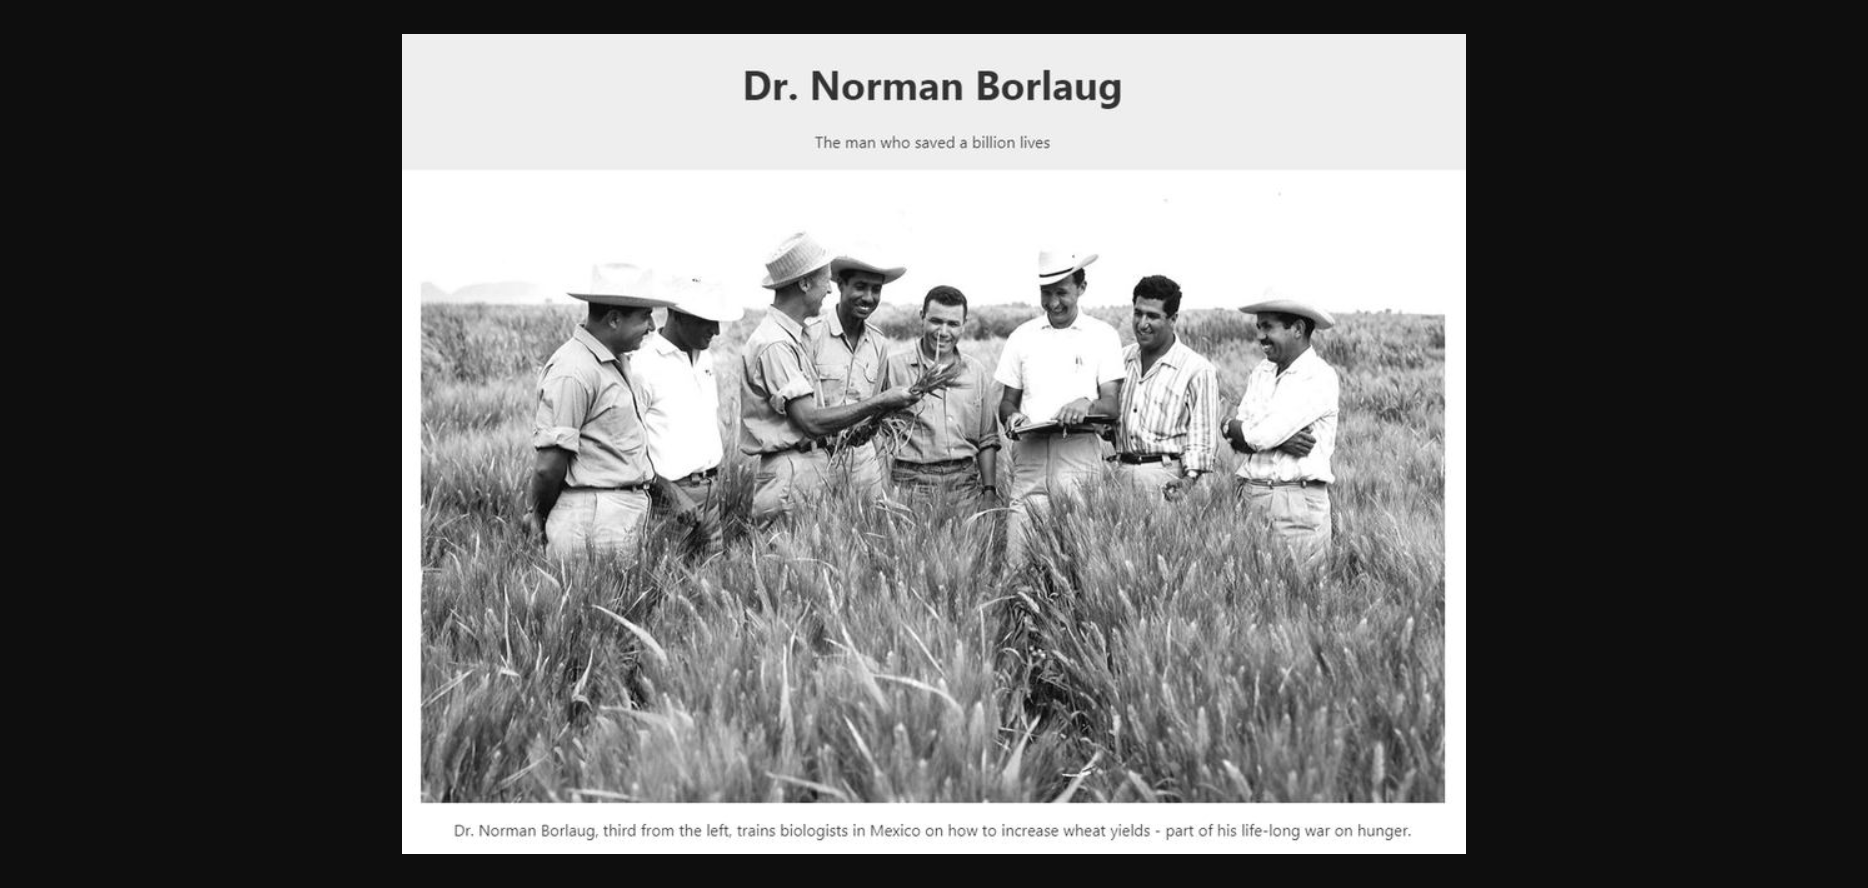 Dr. Norman Borlaug
The man who saved a billion lives
Dr. Norman Borlaug, third from the left, trains biologists in Mexico on how to increase wheat yields - part of his life-long war on hunger.